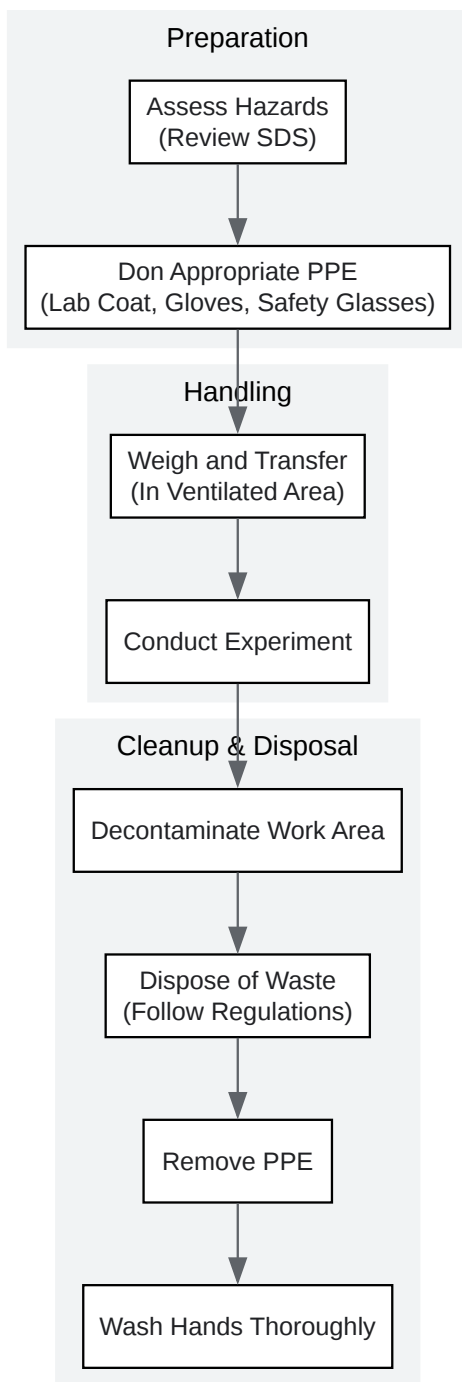 Preparation
Assess Hazards
(Review SDS)
Don Appropriate PPE
(Lab Coat, Gloves, Safety Glasses)
Handling
Weigh and Transfer
(In Ventilated Area)
Conduct Experiment
Cleanup & Disposal
Decontaminate Work Area
Dispose of Waste
(Follow Regulations)
Remove PPE
Wash Hands Thoroughly